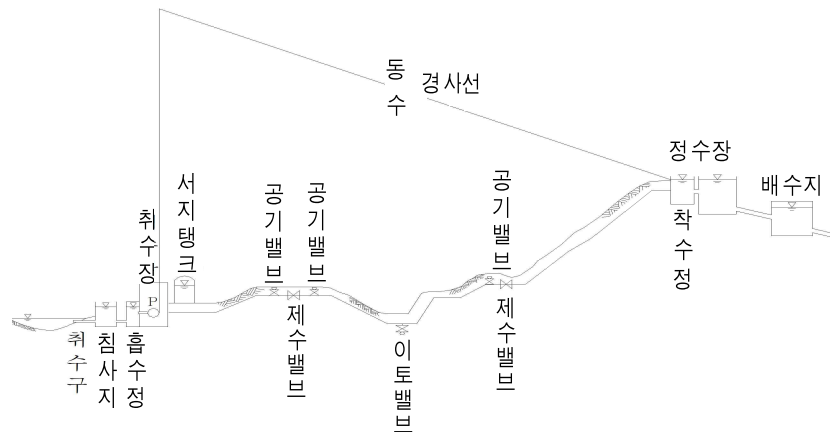 동수 경사선
정수장
배수지
착수정
서지탱크
취수장
P
공기밸브
공기밸브
공기밸브
제수밸브
제수밸브
이토밸브
취수구
침사지
흡수정